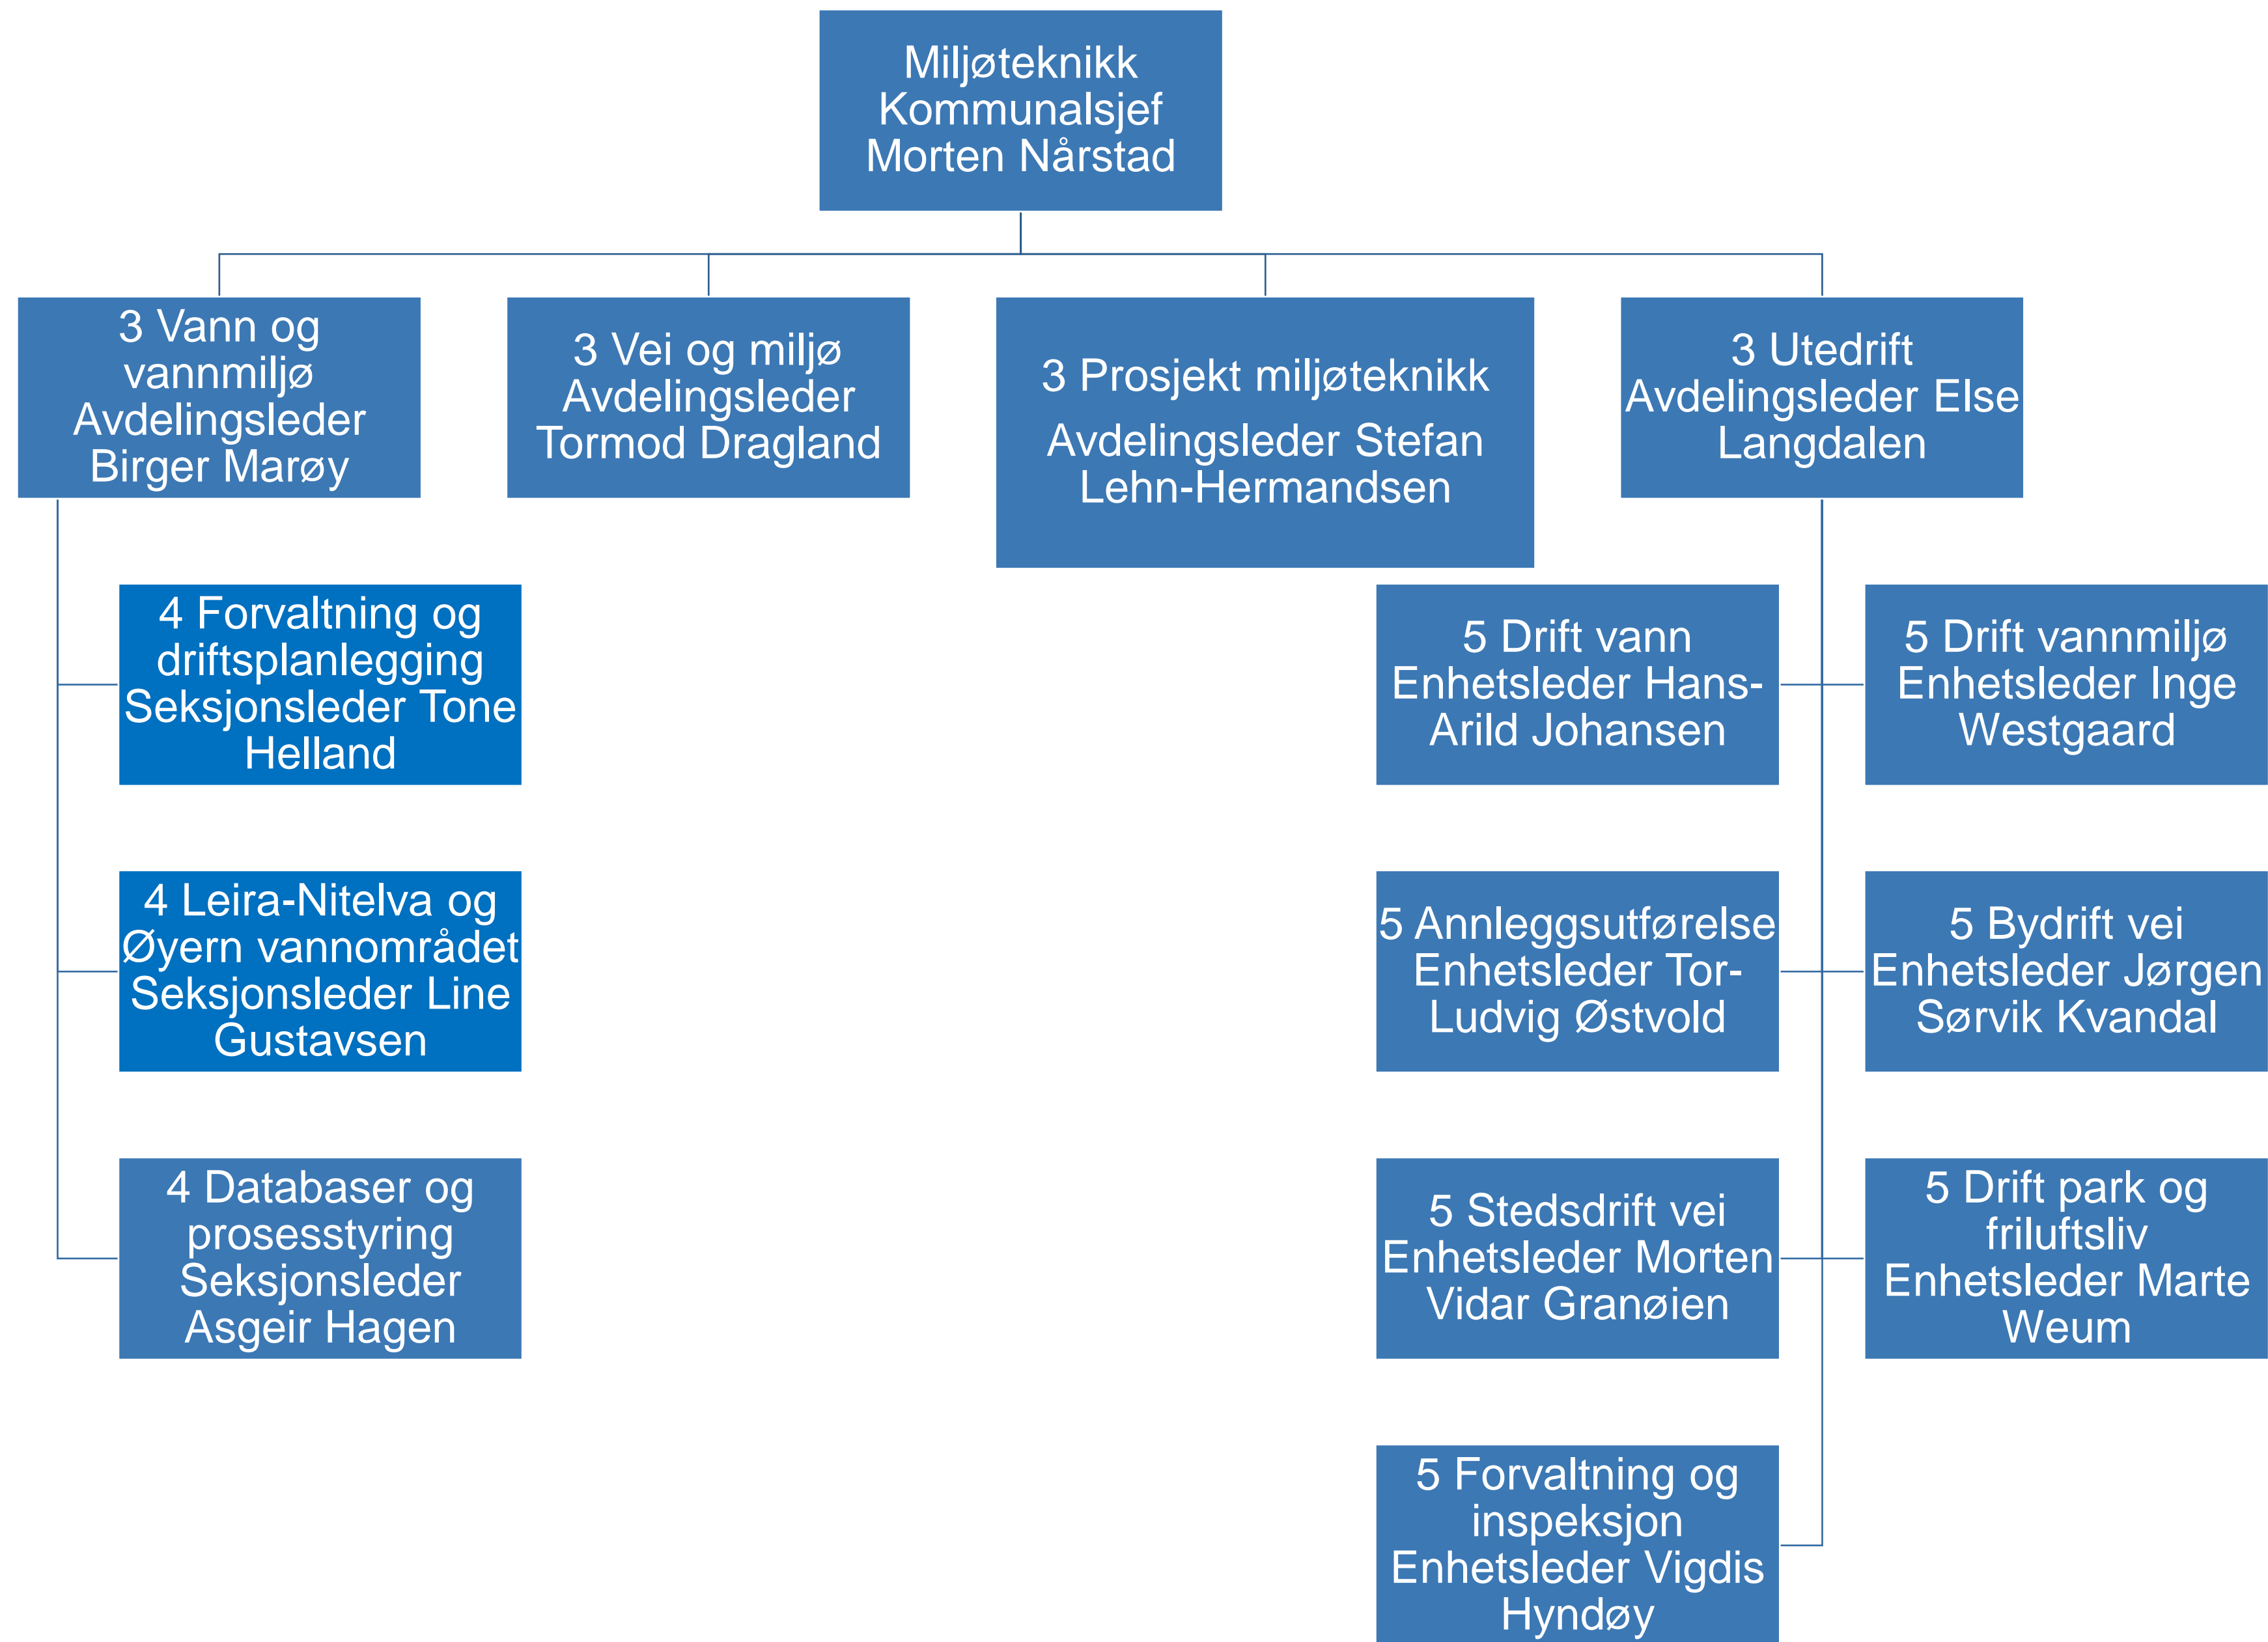 Miljøteknikk
Kommunalsjef
Morten Nårstad
3 Vann og
vannmiljø
Avdelingsleder
Birger Marøy
3 Vei og miljø
Avdelingsleder
Tormod Dragland
3 Prosjekt miljøteknikk
Avdelingsleder Stefan
Lehn-Hermandsen
3 Utedrift
Avdelingsleder Else
Langdalen
4 Forvaltning og
driftsplanlegging
Seksjonsleder Tone
Helland
4 Leira-Nitelva og
Øyern vannområdet
Seksjonsleder Line
Gustavsen
4 Databaser og
prosesstyring
Seksjonsleder
Asgeir Hagen
5 Drift vann
Enhetsleder Hans-
Arild Johansen
5 Drift vannmiljø
Enhetsleder Inge
Westgaard
5 Annleggsutførelse
Enhetsleder Tor-
Ludvig Østvold
5 Bydrift vei
Enhetsleder Jørgen
Sørvik Kvandal
5 Stedsdrift vei
Enhetsleder Morten
Vidar Granøien
5 Drift park og
friluftsliv
Enhetsleder Marte
Weum
5 Forvaltning og
inspeksjon
Enhetsleder Vigdis
Hyndøy